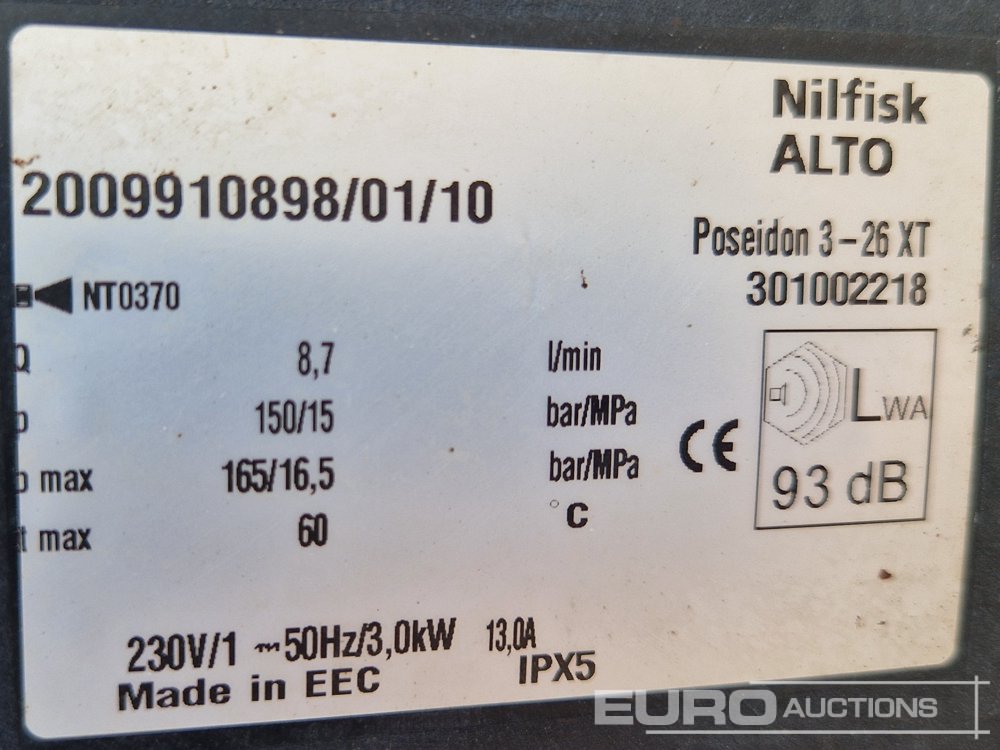 Nilfisk
ALTO
2009910898/01/10
Poseidon 3-26 XT
301002218
NT0370
Q 8,7 l/min
p 150/15 bar/MPa
p max 165/16,5 bar/MPa
t max 60 °C
CE
LWA
93 dB
230V/1 ~50Hz/3,0kW 13,0A
Made in EEC IPX5
EURO AUCTIONS